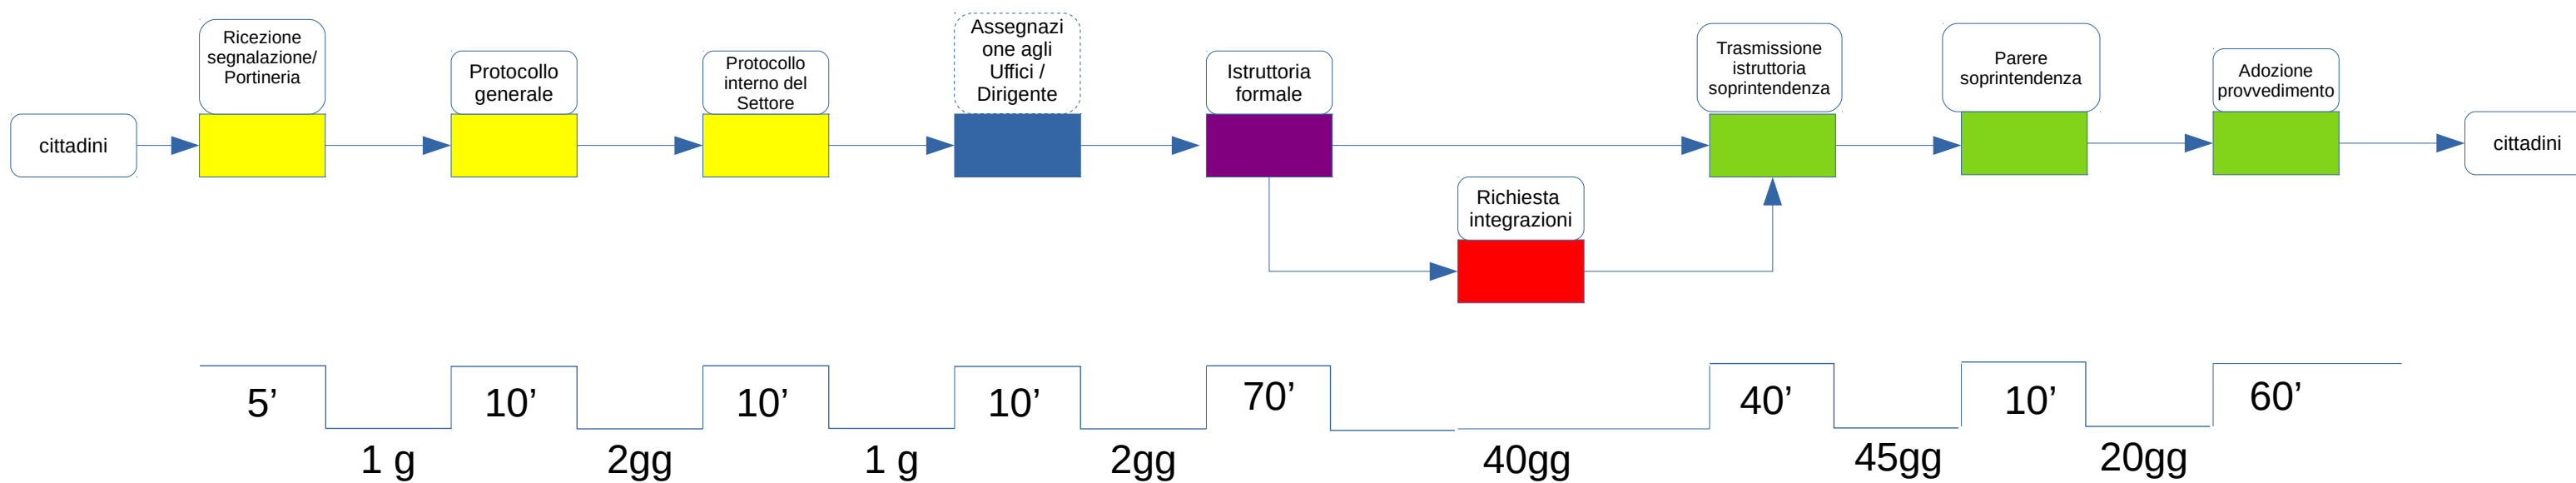 cittadini
Ricezione
segnalazione/
Portineria
Protocollo
generale
Protocollo
interno del
Settore
Assegnazi
one agli
Uffici /
Dirigente
Istruttoria
formale
Richiesta
integrazioni
Trasmissione
istruttoria
soprintendenza
Parere
soprintendenza
Adozione
provvedimento
cittadini
5’
10’
10’
10’
70’
40’
10’
60’
1 g
2gg
1 g
2gg
40gg
45gg
20gg